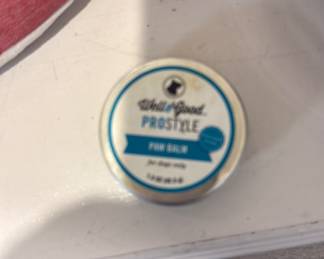 Well & Good
PROSTYLE
PAW BALM
for dogs only